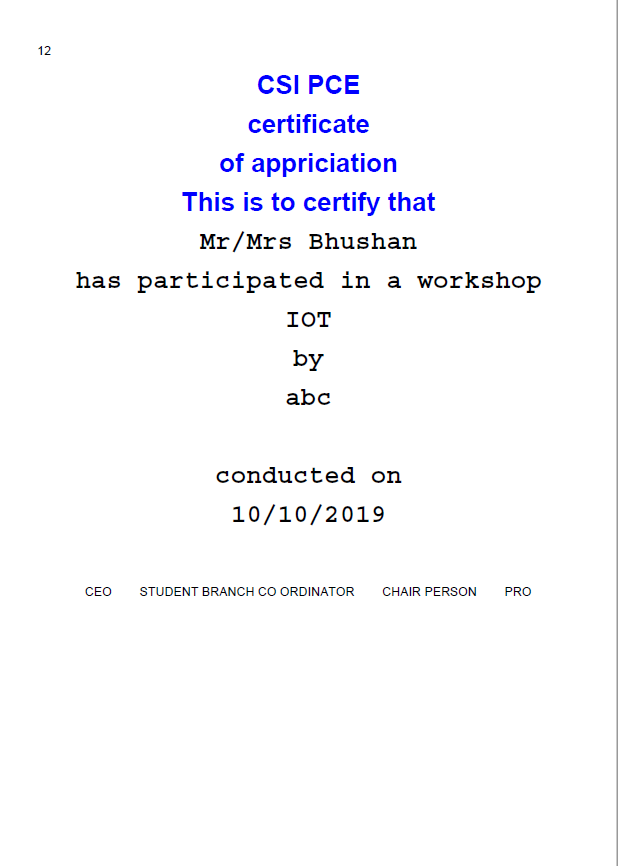 12
CSI PCE
certificate
of appriciation
This is to certify that
Mr/Mrs Bhushan
has participated in a workshop
IOT
by
abc
conducted on
10/10/2019
CEO STUDENT BRANCH CO ORDINATOR CHAIR PERSON PRO